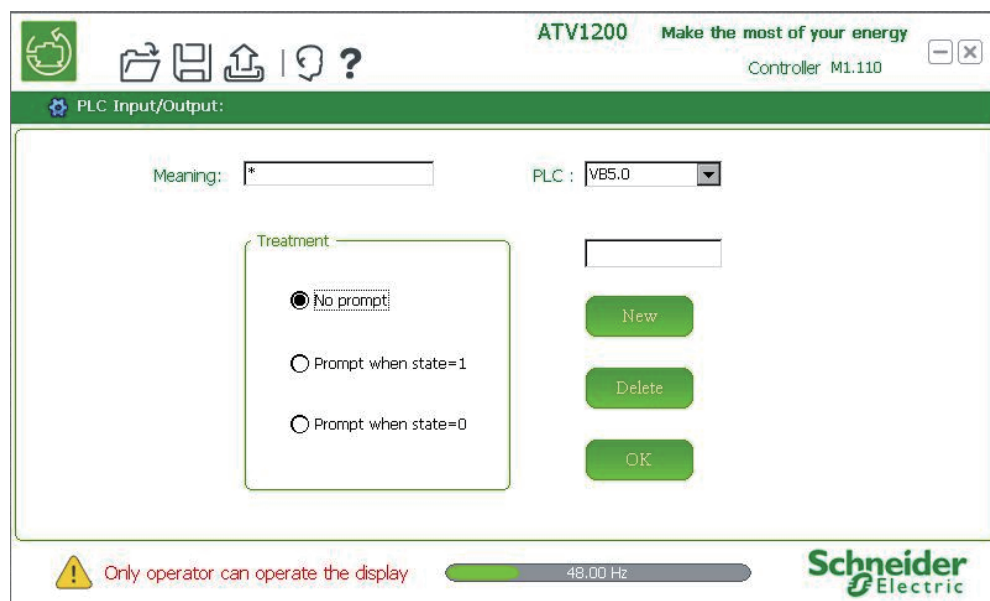 ATV1200 Make the most of your energy
Controller M1.110
?
PLC Input/Output:
Meaning: * PLC : VB5.0
Treatment
No prompt
Prompt when state=1
Prompt when state=0
New
Delete
OK
Only operator can operate the display 48.00 Hz
Schneider
Electric